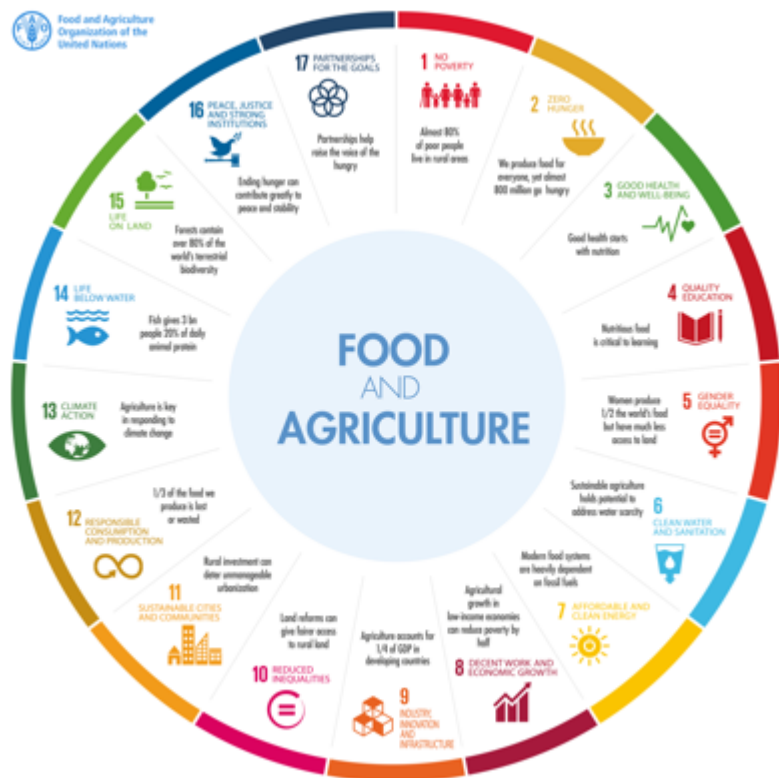 Food and Agriculture
Organization of the
United Nations
FAO
FOOD
AND
AGRICULTURE
1 NO
POVERTY
Almost 80%
of poor people
live in rural areas
2 ZERO
HUNGER
We produce food for
everyone, yet almost
800 million go hungry
3 GOOD HEALTH
AND WELL-BEING
Good health starts
with nutrition
4 QUALITY
EDUCATION
Nutritious food
is critical to learning
5 GENDER
EQUALITY
Women produce
1/2 the world's food
but have much less
access to land
6
CLEAN WATER
AND SANITATION
Sustainable agriculture
holds potential to
address water scarcity
7 AFFORDABLE AND
CLEAN ENERGY
Modern food systems
are heavily dependent
on fossil fuels
8 DECENT WORK AND
ECONOMIC GROWTH
Agricultural
growth in
low-income economies
can reduce poverty by
half
9
INDUSTRY,
INNOVATION
AND
INFRASTRUCTURE
Agriculture accounts for
1/4 of GDP in
developing countries
10 REDUCED
INEQUALITIES
Land reforms can
give fairer access
to rural land
11
SUSTAINABLE CITIES
AND COMMUNITIES
Rural investment can
deter unmanageable
urbanization
12 RESPONSIBLE
CONSUMPTION
AND PRODUCTION
1/3 of the food we
produce is lost
or wasted
13 CLIMATE
ACTION
Agriculture is key
in responding to
climate change
14 LIFE
BELOW WATER
Fish gives 3 bn
people 20% of daily
animal protein
15
LIFE
ON LAND
Forests contain
over 80% of the
world's terrestrial
biodiversity
16 PEACE, JUSTICE
AND STRONG
INSTITUTIONS
Ending hunger can
contribute greatly to
peace and stability
17 PARTNERSHIPS
FOR THE GOALS
Partnerships help
raise the voice of the
hungry